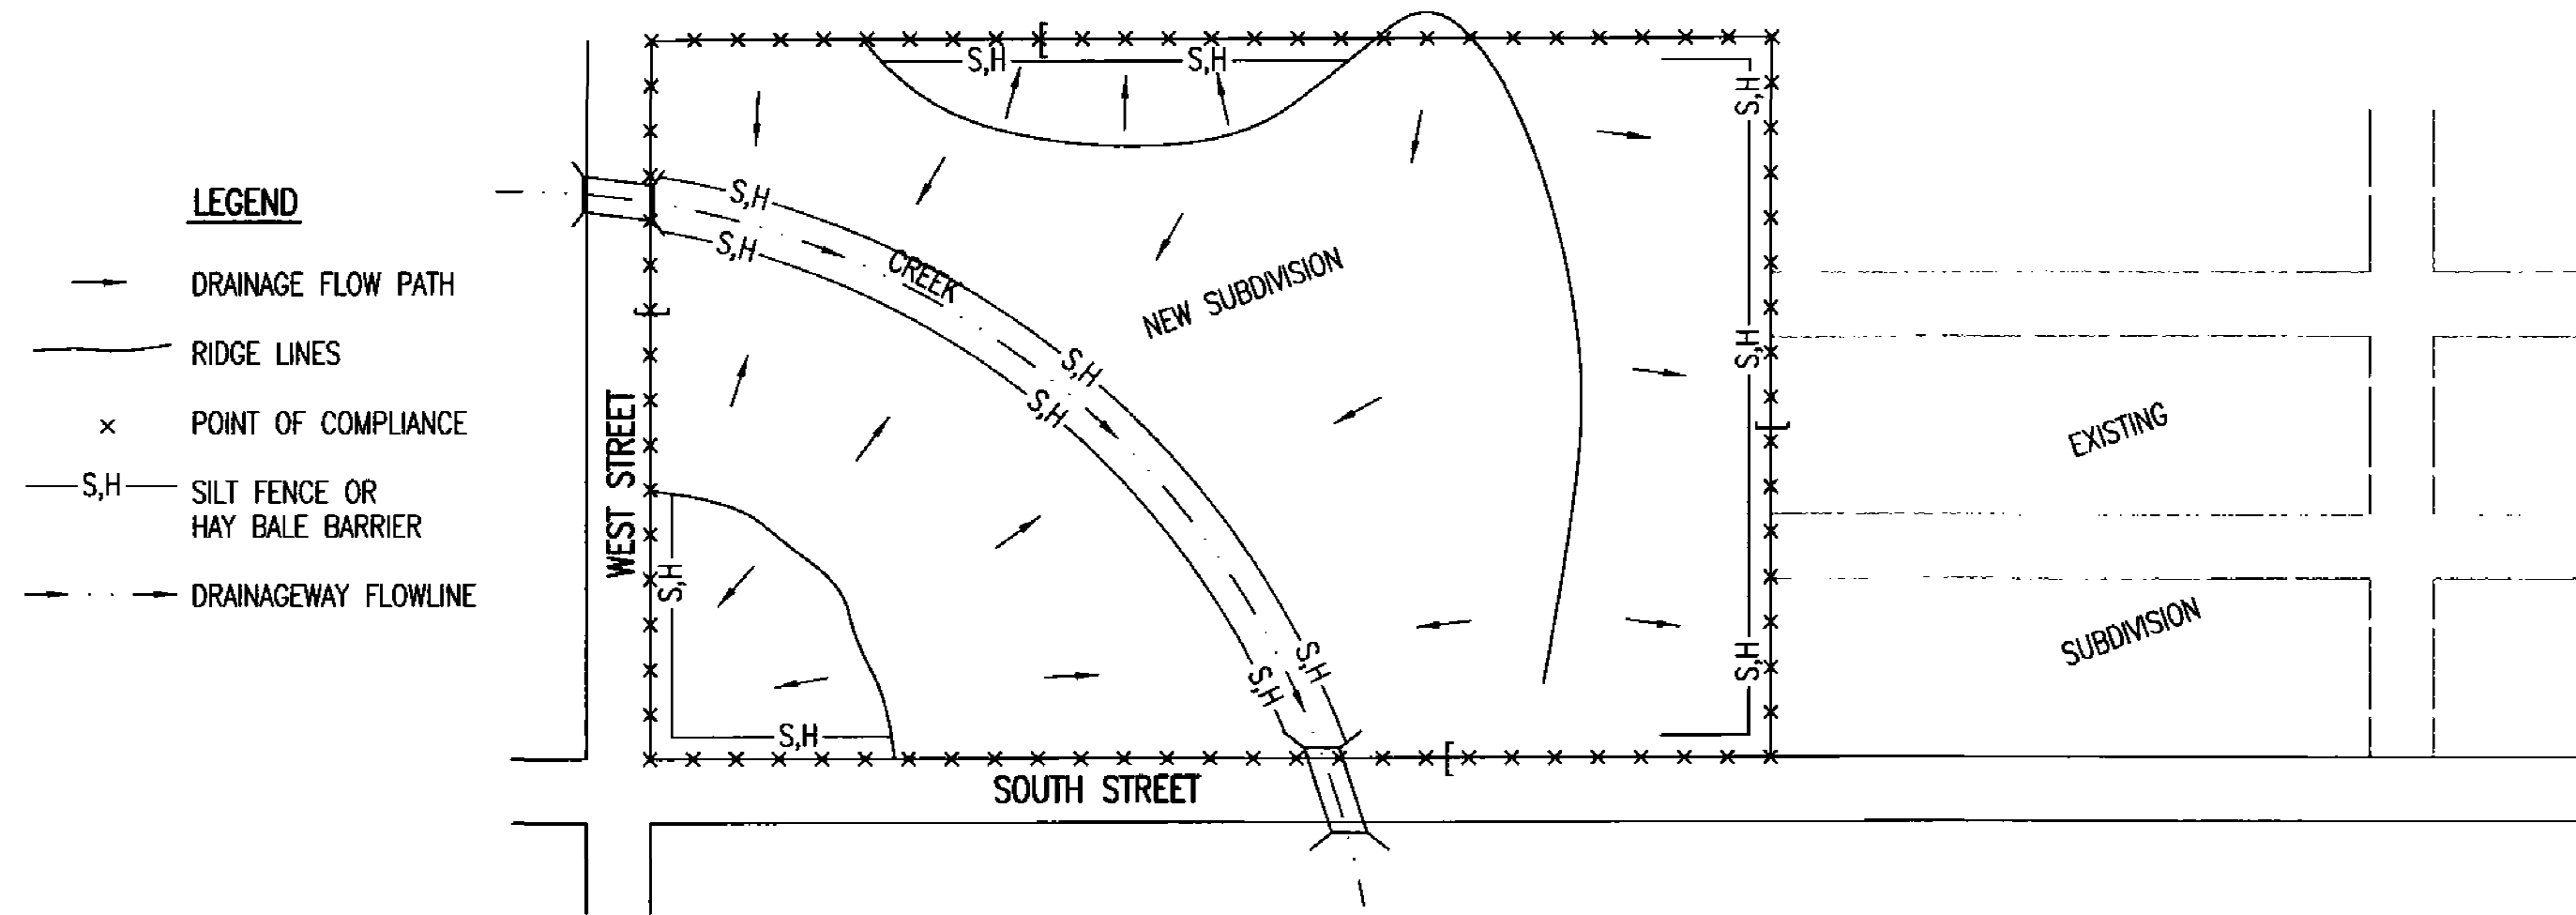 LEGEND
DRAINAGE FLOW PATH
RIDGE LINES
x POINT OF COMPLIANCE
S,H SILT FENCE OR
HAY BALE BARRIER
DRAINAGEWAY FLOWLINE
S,H
S,H
S,H
S,H
S,H
CREEK
NEW SUBDIVISION
S,H
S,H
S,H
WEST STREET
EXISTING
S,H
SUBDIVISION
S,H
S,H
S,H
S,H
SOUTH STREET